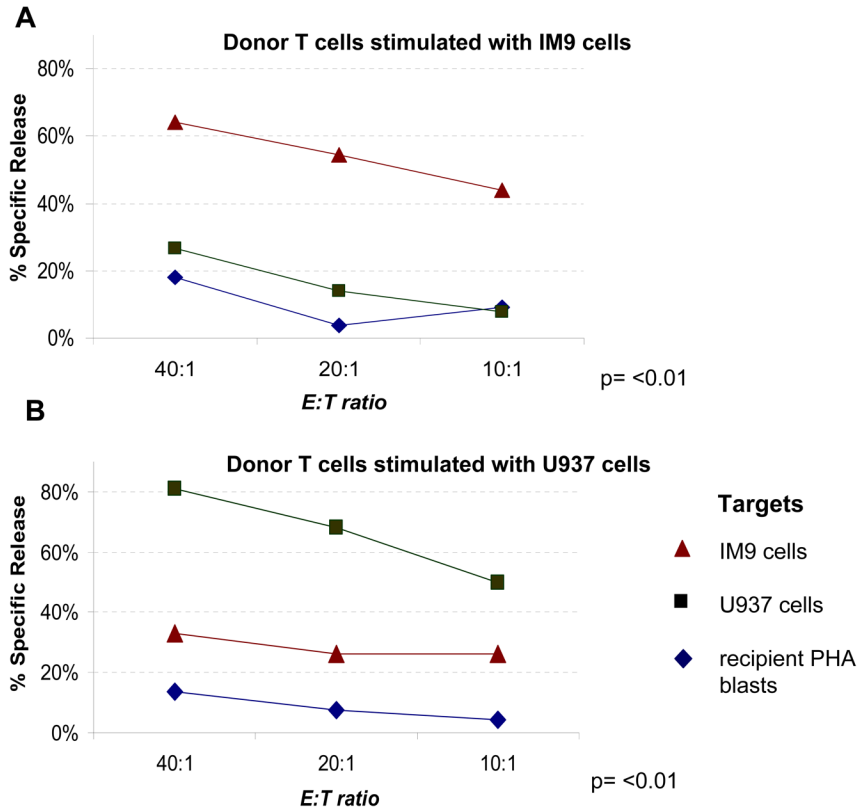 A
Donor T cells stimulated with IM9 cells
% Specific Release
80%
60%
40%
20%
0%
40:1
20:1
10:1
E:T ratio
p= <0.01
B
Donor T cells stimulated with U937 cells
% Specific Release
80%
60%
40%
20%
0%
40:1
20:1
10:1
E:T ratio
p= <0.01
Targets
IM9 cells
U937 cells
recipient PHA
blasts